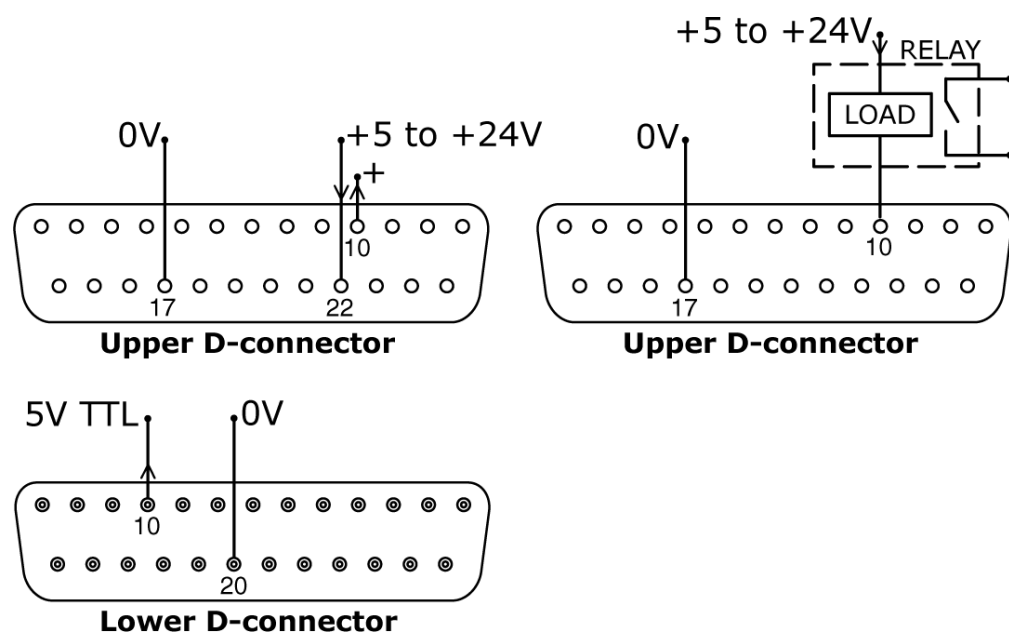 0V
+5 to +24V
+
10
17
22
Upper D-connector
+5 to +24V
RELAY
LOAD
0V
10
17
Upper D-connector
5V TTL
0V
10
20
Lower D-connector